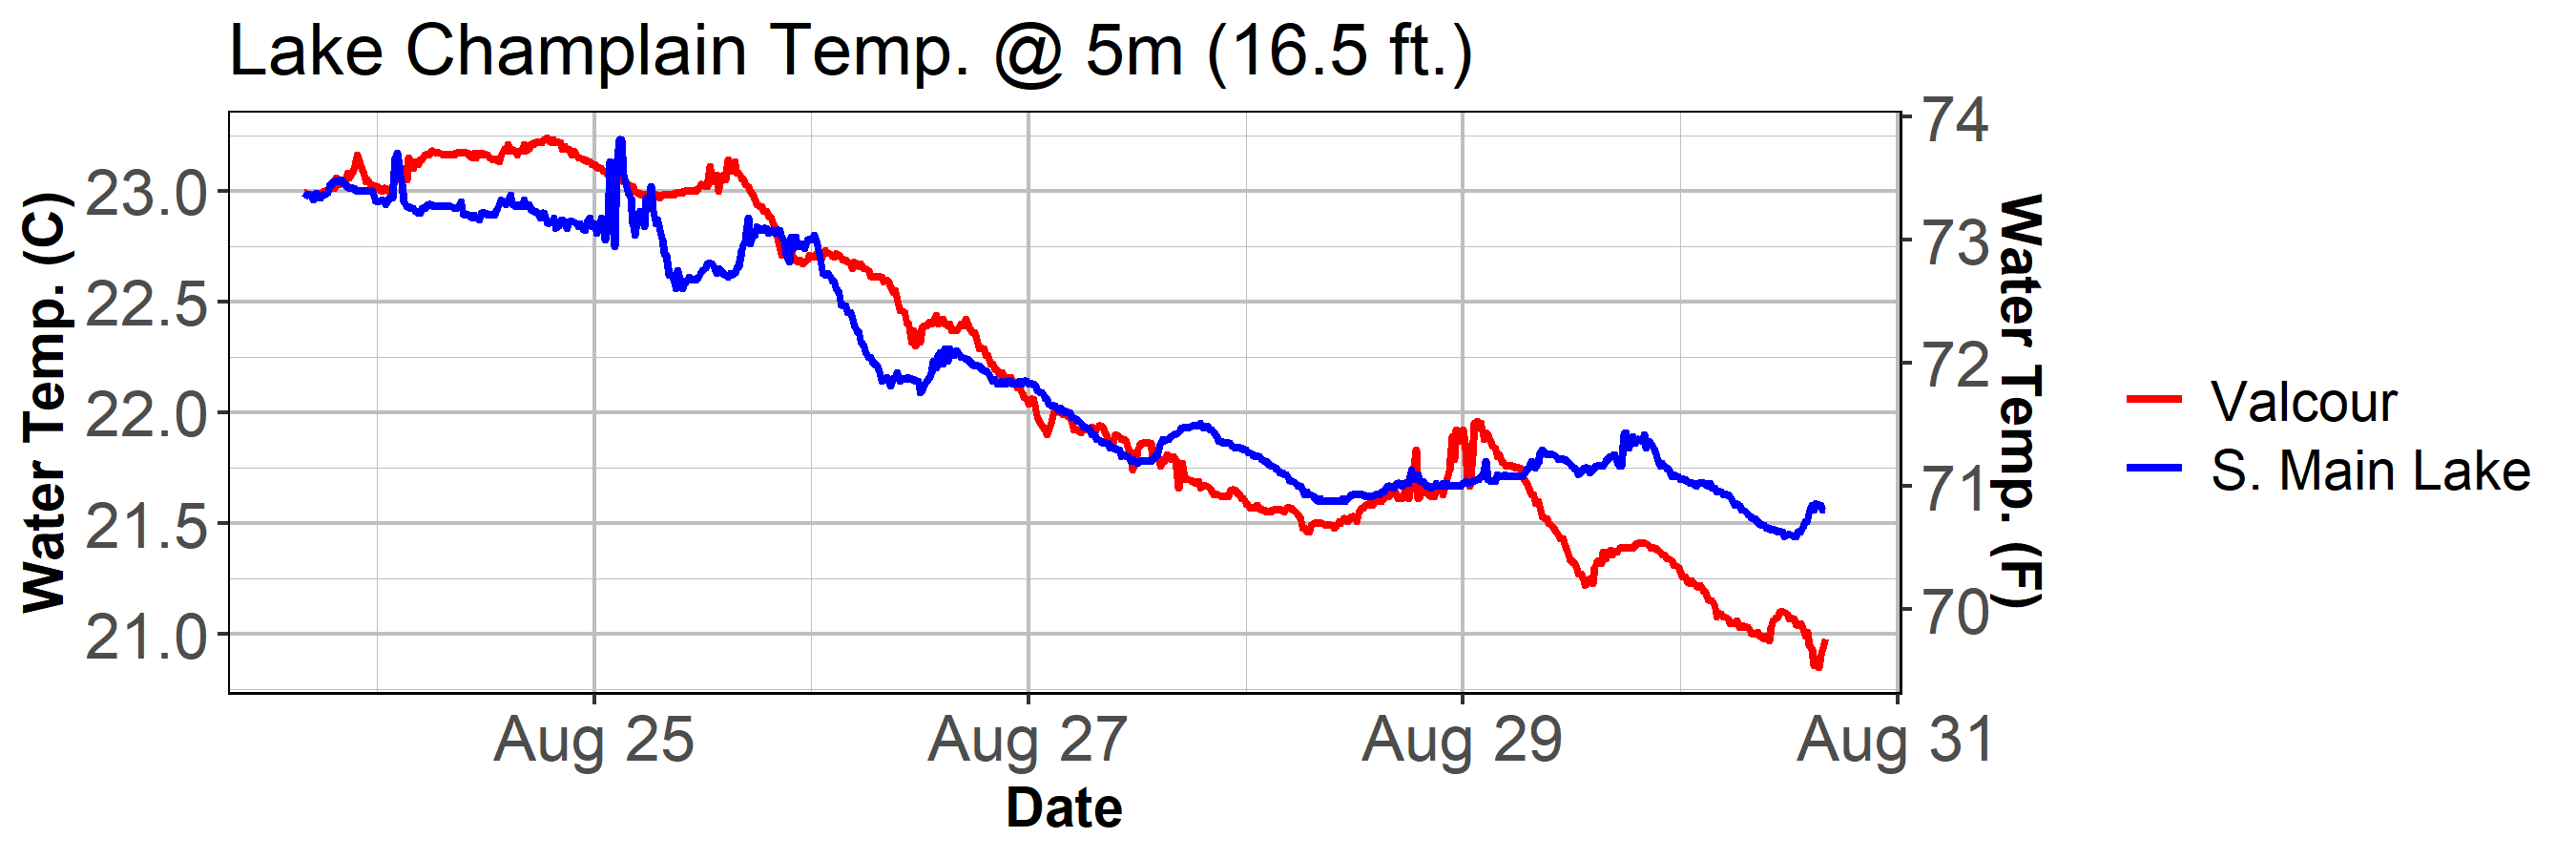 Lake Champlain Temp. @ 5m (16.5 ft.)
Water Temp. (C)
23.0
22.5
22.0
21.5
21.0
74
73
72
71
70
Water Temp. (F)
Aug 25
Aug 27
Aug 29
Aug 31
Date
Valcour
S. Main Lake